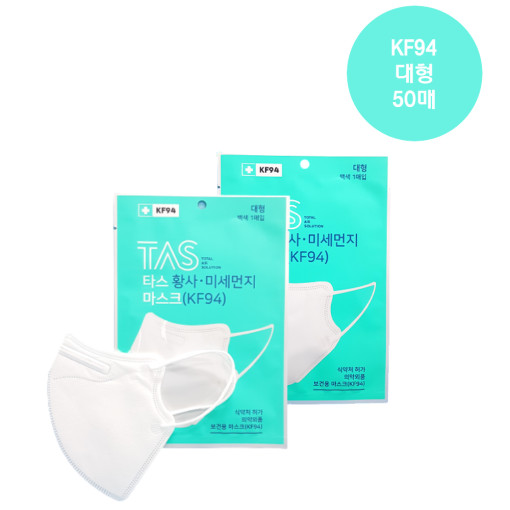 KF94
대형
50매
KF94
대형
백색 1매입
TOTAL
AIR
SOLUTION
사·미세먼지
(KF94)
식약처 허가
의약외품
보건용 마스크(KF94)
KF94
대형
백색 1매입
TAS
TOTAL
AIR
SOLUTION
타스 황사·미세먼지
마스크(KF94)
식약처 허가
의약외품
보건용 마스크(KF94)